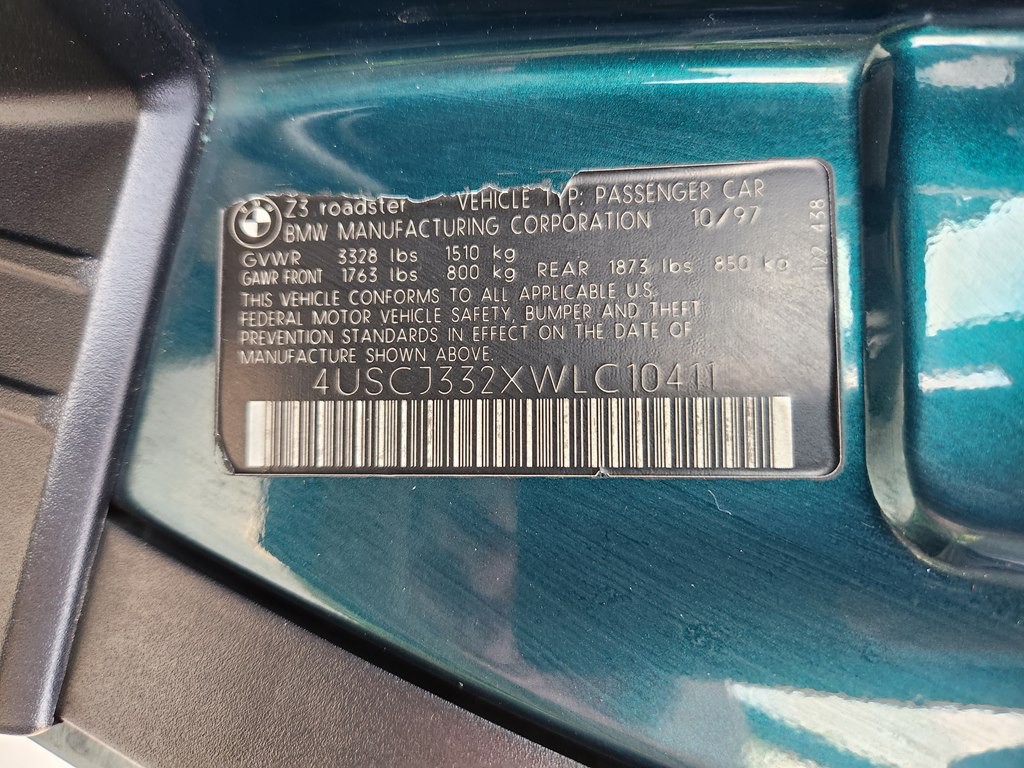 Z3 roadster VEHICLE TYP: PASSENGER CAR
BMW MANUFACTURING CORPORATION 10/97
GVWR 3328 lbs 1510 kg
GAWR FRONT 1763 lbs 800 kg REAR 1873 lbs 850 kg
THIS VEHICLE CONFORMS TO ALL APPLICABLE U.S.
FEDERAL MOTOR VEHICLE SAFETY, BUMPER AND THEFT
PREVENTION STANDARDS IN EFFECT ON THE DATE OF
MANUFACTURE SHOWN ABOVE.
4USCJ332XWLC10411